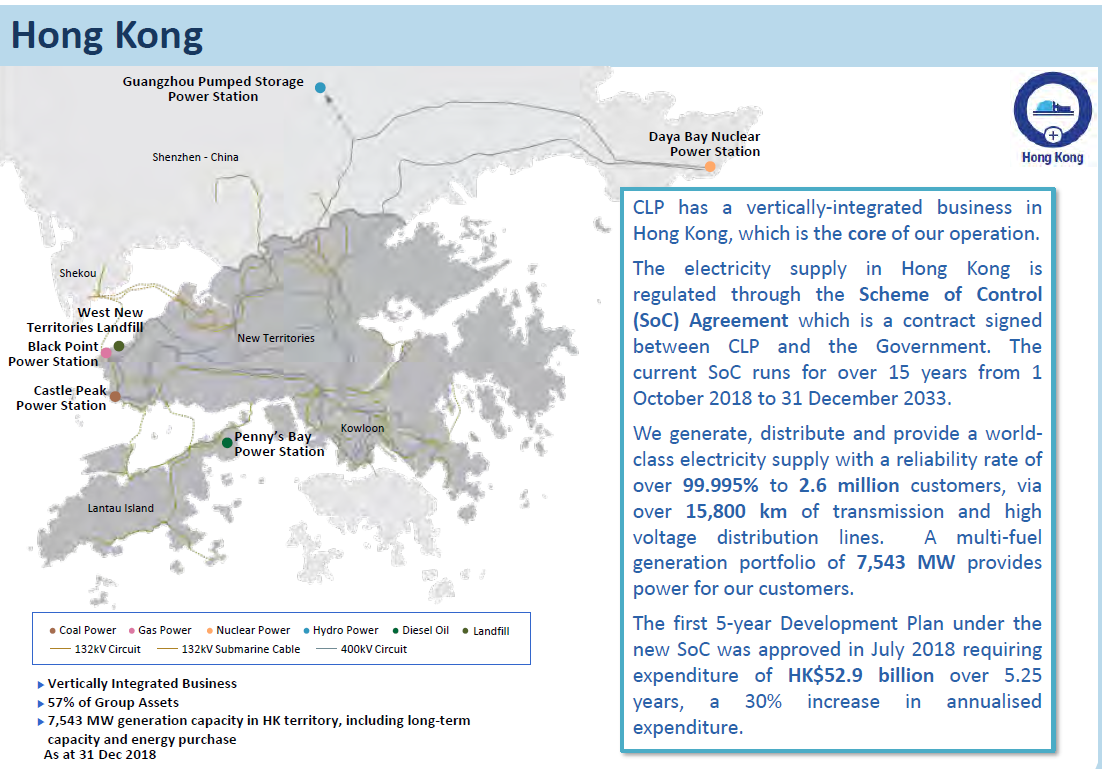 Hong Kong
Guangzhou Pumped Storage
Power Station
Daya Bay Nuclear
Power Station
Shenzhen - China
Shekou
West New
Territories Landfill
Black Point
Power Station
New Territories
Castle Peak
Power Station
Penny's Bay
Power Station
Kowloon
Lantau Island
Coal Power Gas Power Nuclear Power Hydro Power Diesel Oil Landfill
132kV Circuit 132kV Submarine Cable 400kV Circuit
Vertically Integrated Business
57% of Group Assets
7,543 MW generation capacity in HK territory, including long-term
capacity and energy purchase
As at 31 Dec 2018
Hong Kong
CLP has a vertically-integrated business in
Hong Kong, which is the core of our operation.
The electricity supply in Hong Kong is
regulated through the Scheme of Control
(SoC) Agreement which is a contract signed
between CLP and the Government. The
current SoC runs for over 15 years from 1
October 2018 to 31 December 2033.
We generate, distribute and provide a world-
class electricity supply with a reliability rate of
over 99.995% to 2.6 million customers, via
over 15,800 km of transmission and high
voltage distribution lines. A multi-fuel
generation portfolio of 7,543 MW provides
power for our customers.
The first 5-year Development Plan under the
new SoC was approved in July 2018 requiring
expenditure of HK$52.9 billion over 5.25
years, a 30% increase in annualised
expenditure.